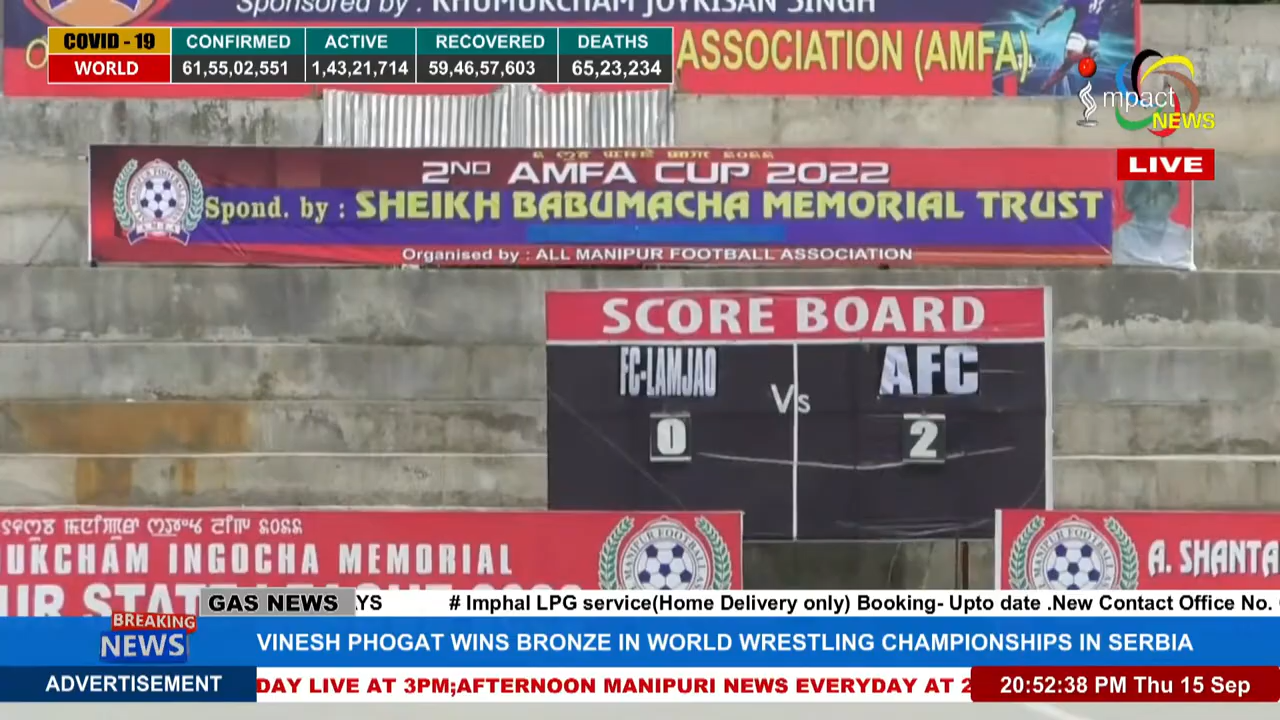 Sponsored by : KHUMUKCHAM JOYKISAN SINGH
ASSOCIATION (AMFA)
COVID - 19 CONFIRMED ACTIVE RECOVERED DEATHS
WORLD 61,55,02,551 1,43,21,714 59,46,57,603 65,23,234
impact
NEWS
LIVE
2ND AMFA CUP 2022
Spond. by : SHEIKH BABUMACHA MEMORIAL TRUST
Organised by : ALL MANIPUR FOOTBALL ASSOCIATION
SCORE BOARD
FC-LAMJAO Vs AFC
0 2
UKCHAM INGOCHA MEMORIAL
A. SHANTA
GAS NEWS YS # Imphal LPG service(Home Delivery only) Booking- Upto date .New Contact Office No.
BREAKING
NEWS
VINESH PHOGAT WINS BRONZE IN WORLD WRESTLING CHAMPIONSHIPS IN SERBIA
ADVERTISEMENT DAY LIVE AT 3PM;AFTERNOON MANIPURI NEWS EVERYDAY AT 20:52:38 PM Thu 15 Sep